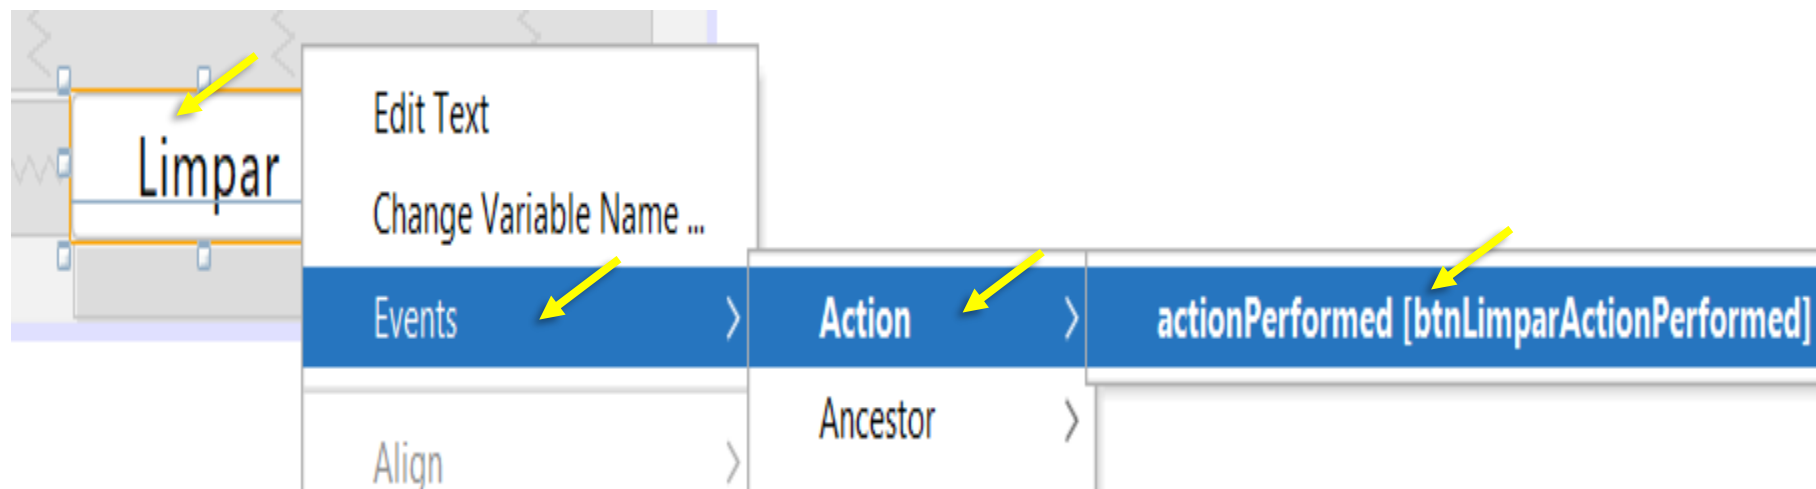 Limpar
Edit Text
Change Variable Name ...
Events
Action
actionPerformed [btnLimparActionPerformed]
Ancestor
Align